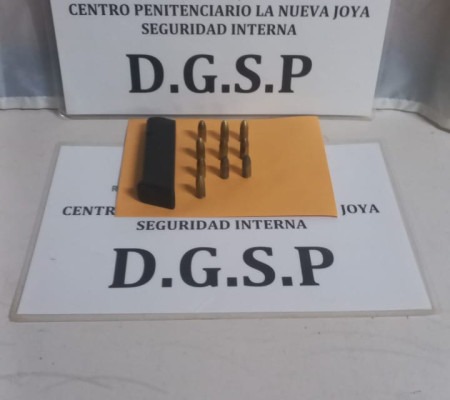 CENTRO PENITENCIARIO LA NUEVA JOYA
SEGURIDAD INTERNA
D.G.S.P
CENTR JOYA
SEGURIDAD INTERNA
D.G.S.P